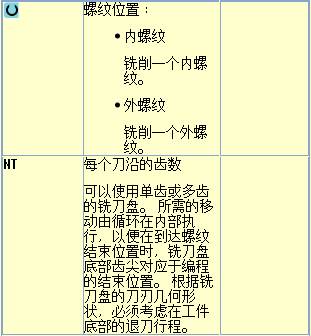 螺纹位置：
•内螺纹
铣削一个内螺
纹。
•外螺纹
铣削一个外螺
纹。
NT
每个刀沿的齿数
可以使用单齿或多齿
的铣刀盘。 所需的移
动由循环在内部执
行，以便在到达螺纹
结束位置时，铣刀盘
底部齿尖对应于编程
的结束位置。 根据铣
刀盘的刀刃几何形
状，必须考虑在工件
底部的退刀行程。